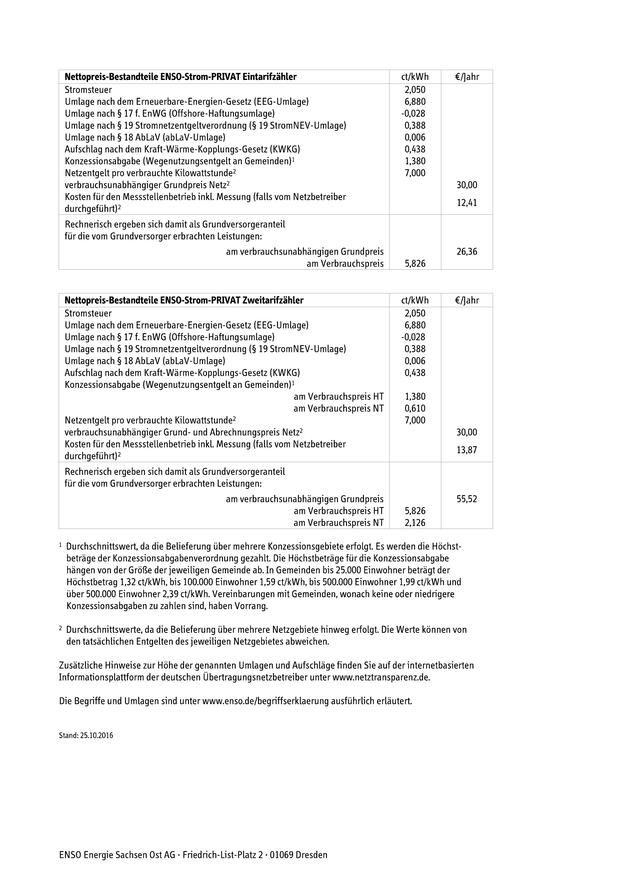 Nettopreis-Bestandteile ENSO-Strom-PRIVAT Eintarifzähler ct/kWh €/Jahr
Stromsteuer 2,050
Umlage nach dem Erneuerbare-Energien-Gesetz (EEG-Umlage) 6,880
Umlage nach § 17 f. EnWG (Offshore-Haftungsumlage) -0,028
Umlage nach § 19 Stromnetzentgeltverordnung (§ 19 StromNEV-Umlage) 0,388
Umlage nach § 18 AbLaV (abLaV-Umlage) 0,006
Aufschlag nach dem Kraft-Wärme-Kopplungs-Gesetz (KWKG) 0,438
Konzessionsabgabe (Wegenutzungsentgelt an Gemeinden)¹ 1,380
Netzentgelt pro verbrauchte Kilowattstunde² 7,000
verbrauchsunabhängiger Grundpreis Netz² 30,00
Kosten für den Messstellenbetrieb inkl. Messung (falls vom Netzbetreiber
durchgeführt)² 12,41
Rechnerisch ergeben sich damit als Grundversorgeranteil
für die vom Grundversorger erbrachten Leistungen:
am verbrauchsunabhängigen Grundpreis 26,36
am Verbrauchspreis 5,826
Nettopreis-Bestandteile ENSO-Strom-PRIVAT Zweitarifzähler ct/kWh €/Jahr
Stromsteuer 2,050
Umlage nach dem Erneuerbare-Energien-Gesetz (EEG-Umlage) 6,880
Umlage nach § 17 f. EnWG (Offshore-Haftungsumlage) -0,028
Umlage nach § 19 Stromnetzentgeltverordnung (§ 19 StromNEV-Umlage) 0,388
Umlage nach § 18 AbLaV (abLaV-Umlage) 0,006
Aufschlag nach dem Kraft-Wärme-Kopplungs-Gesetz (KWKG) 0,438
Konzessionsabgabe (Wegenutzungsentgelt an Gemeinden)¹
am Verbrauchspreis HT 1,380
am Verbrauchspreis NT 0,610
Netzentgelt pro verbrauchte Kilowattstunde² 7,000
verbrauchsunabhängiger Grund- und Abrechnungspreis Netz² 30,00
Kosten für den Messstellenbetrieb inkl. Messung (falls vom Netzbetreiber
durchgeführt)² 13,87
Rechnerisch ergeben sich damit als Grundversorgeranteil
für die vom Grundversorger erbrachten Leistungen:
am verbrauchsunabhängigen Grundpreis 55,52
am Verbrauchspreis HT 5,826
am Verbrauchspreis NT 2,126
¹ Durchschnittswert, da die Belieferung über mehrere Konzessionsgebiete erfolgt. Es werden die Höchst-
beträge der Konzessionsabgabenverordnung gezahlt. Die Höchstbeträge für die Konzessionsabgabe
hängen von der Größe der jeweiligen Gemeinde ab. In Gemeinden bis 25.000 Einwohner beträgt der
Höchstbetrag 1,32 ct/kWh, bis 100.000 Einwohner 1,59 ct/kWh, bis 500.000 Einwohner 1,99 ct/kWh und
über 500.000 Einwohner 2,39 ct/kWh. Vereinbarungen mit Gemeinden, wonach keine oder niedrigere
Konzessionsabgaben zu zahlen sind, haben Vorrang.
² Durchschnittswerte, da die Belieferung über mehrere Netzgebiete hinweg erfolgt. Die Werte können von
den tatsächlichen Entgelten des jeweiligen Netzgebietes abweichen.
Zusätzliche Hinweise zur Höhe der genannten Umlagen und Aufschläge finden Sie auf der internetbasierten
Informationsplattform der deutschen Übertragungsnetzbetreiber unter www.netztransparenz.de.
Die Begriffe und Umlagen sind unter www.enso.de/begriffserklaerung ausführlich erläutert.
Stand: 25.10.2016
ENSO Energie Sachsen Ost AG · Friedrich-List-Platz 2 · 01069 Dresden